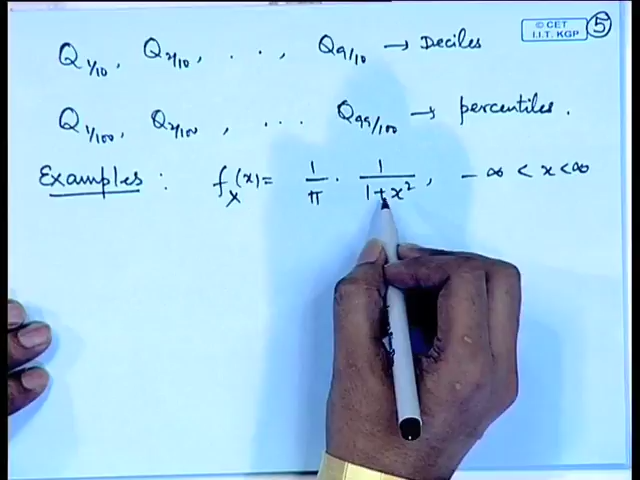 © CET
I.I.T. KGP
5
Q1/10, Q2/10, . . ., Q9/10 → Deciles
Q1/100, Q2/100, . . . Q99/100 → percentiles.
Examples : fX(x) = 1/π · 1/(1+x²), −∞ < x < ∞